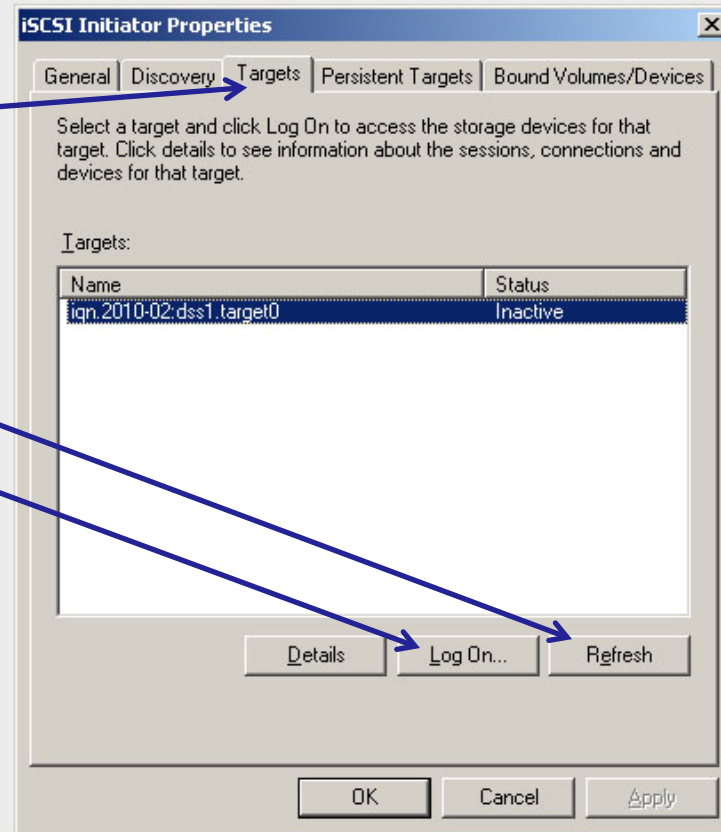 iSCSI Initiator Properties
General Discovery Targets Persistent Targets Bound Volumes/Devices
Select a target and click Log On to access the storage devices for that
target. Click details to see information about the sessions, connections and
devices for that target.
Targets:
Name Status
iqn.2010-02:dss1.target0 Inactive
Details Log On... Refresh
OK Cancel Apply